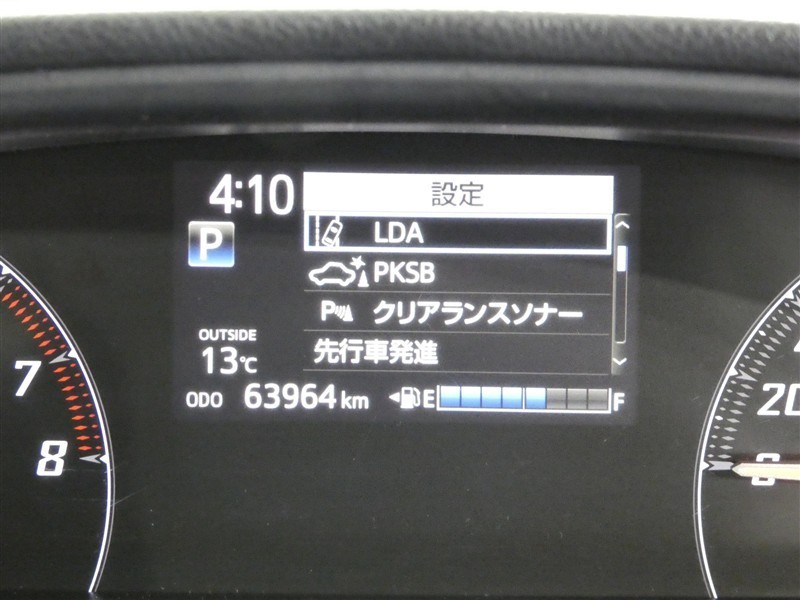 4:10
設定
P
LDA
PKSB
P クリアランスソナー
OUTSIDE
先行車発進
13℃
ODO 63964 km
E F
7
8
20
0